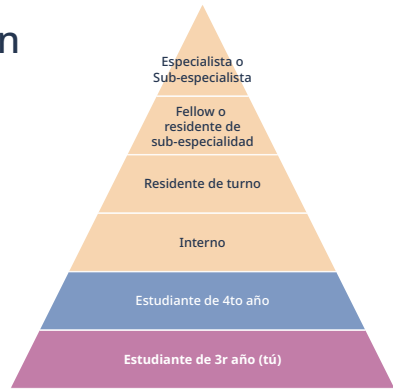 n
Especialista o
Sub-especialista
Fellow o
residente de
sub-especialidad
Residente de turno
Interno
Estudiante de 4to año
Estudiante de 3r año (tú)